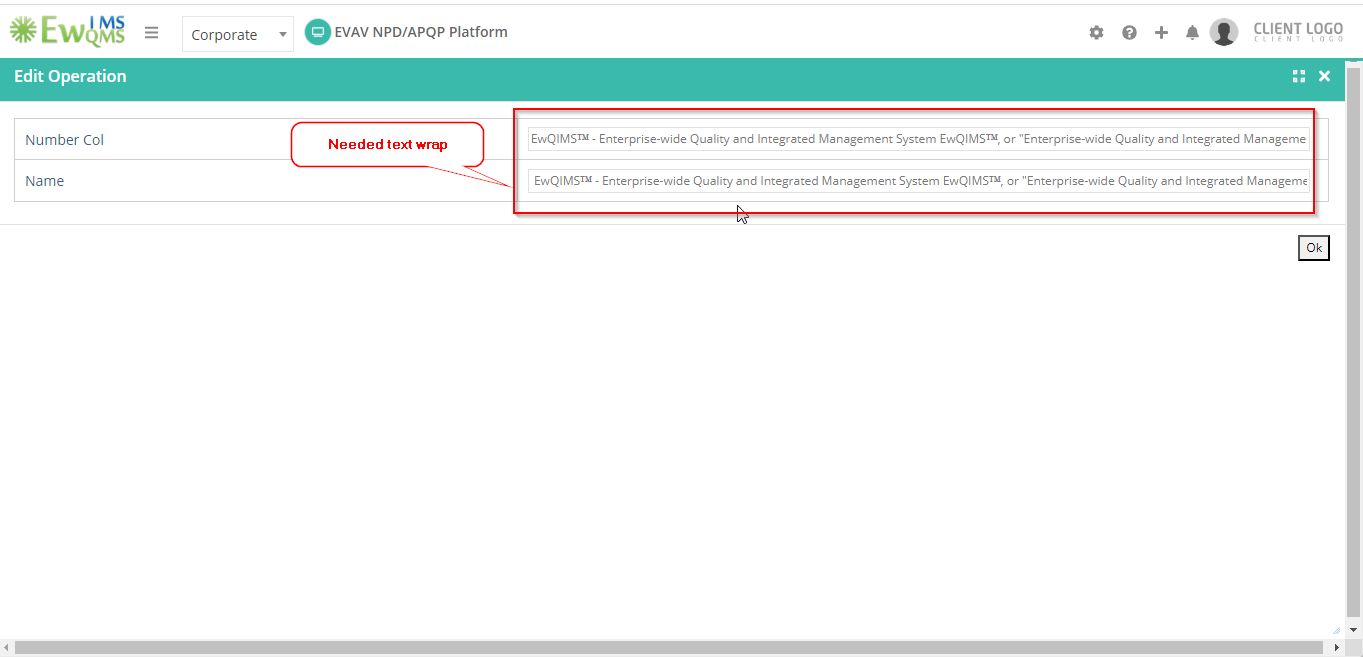 EwQMS IMS
Corporate
EVAV NPD/APQP Platform
CLIENT LOGO
CLIENT LOGO
Edit Operation
Number Col
EwQIMS™ - Enterprise-wide Quality and Integrated Management System EwQIMS™, or "Enterprise-wide Quality and Integrated Manageme
Needed text wrap
Name
EwQIMS™ - Enterprise-wide Quality and Integrated Management System EwQIMS™, or "Enterprise-wide Quality and Integrated Manageme
Ok